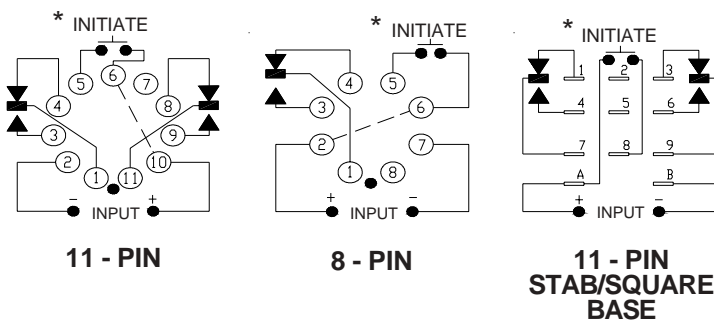 * INITIATE
5 6 7
4 8
3 9
2 10
1 11
- INPUT +
11 - PIN
* INITIATE
4 5
3 6
2 7
1 8
+ INPUT -
8 - PIN
* INITIATE
1 2 3
4 5 6
7 8 9
A B
+ INPUT -
11 - PIN
STAB/SQUARE
BASE